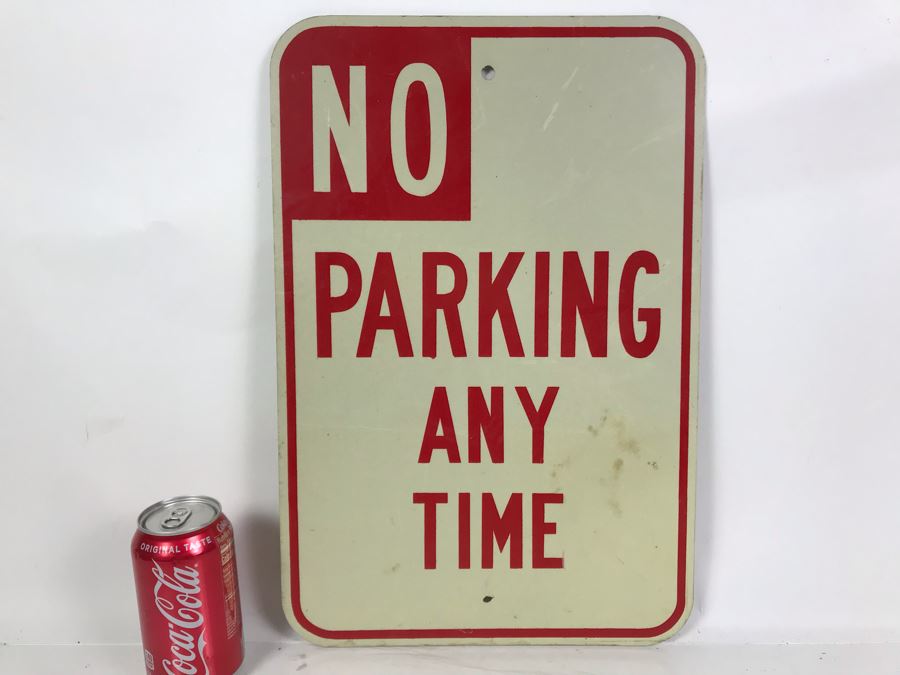 NO
PARKING
ANY
TIME
ORIGINAL TASTE
Coca-Cola